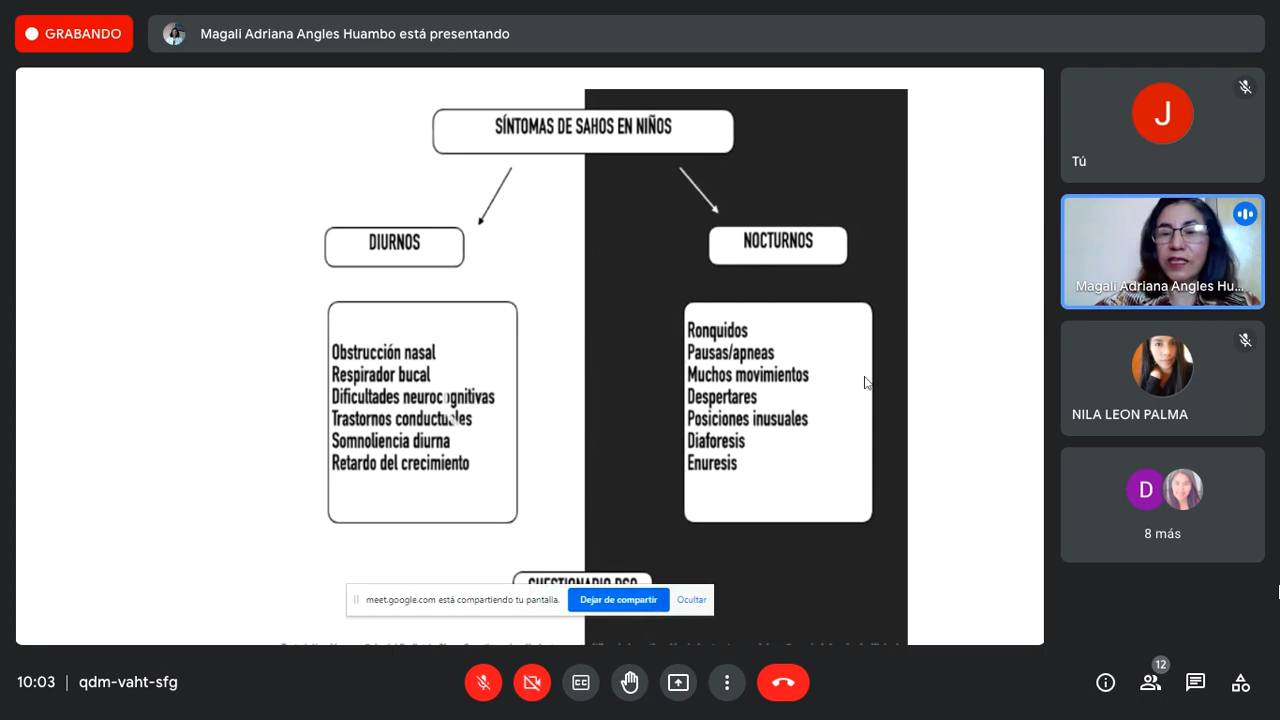 GRABANDO
Magali Adriana Angles Huambo está presentando
SÍNTOMAS DE SAHOS EN NIÑOS
DIURNOS
NOCTURNOS
Obstrucción nasal
Respirador bucal
Dificultades neurocognitivas
Trastornos conductuales
Somnoliencia diurna
Retardo del crecimiento
Ronquidos
Pausas/apneas
Muchos movimientos
Despertares
Posiciones inusuales
Diaforesis
Enuresis
CUESTIONARIO PSQ
meet.google.com está compartiendo tu pantalla.
Dejar de compartir
Ocultar
J
Tú
Magali Adriana Angles Hu...
NILA LEON PALMA
D
8 más
10:03 | qdm-vaht-sfg
CC
12